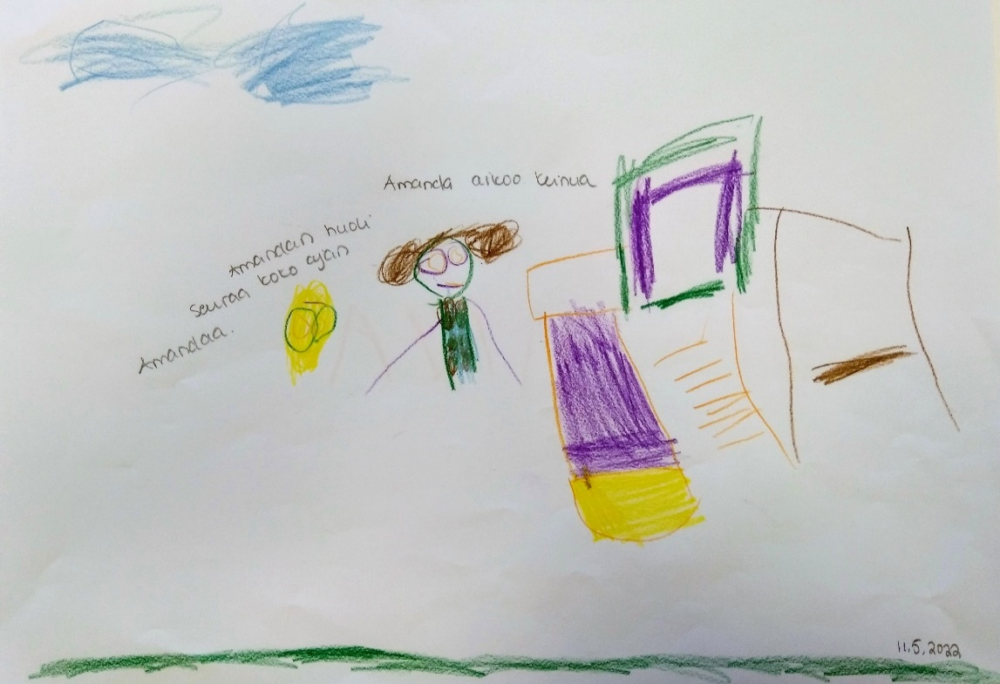 Amanda aikoo keinua
Amandan huoli
seuraa koko ajan
Amandaa.
11.5.2022